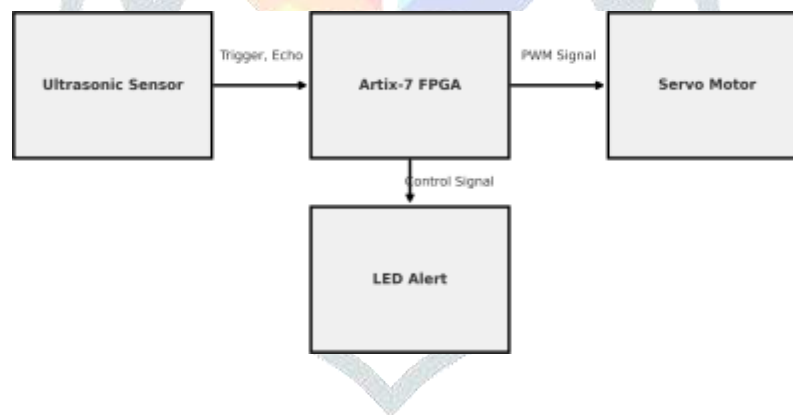 Trigger, Echo
PWM Signal
Ultrasonic Sensor
Artix-7 FPGA
Servo Motor
Control Signal
LED Alert